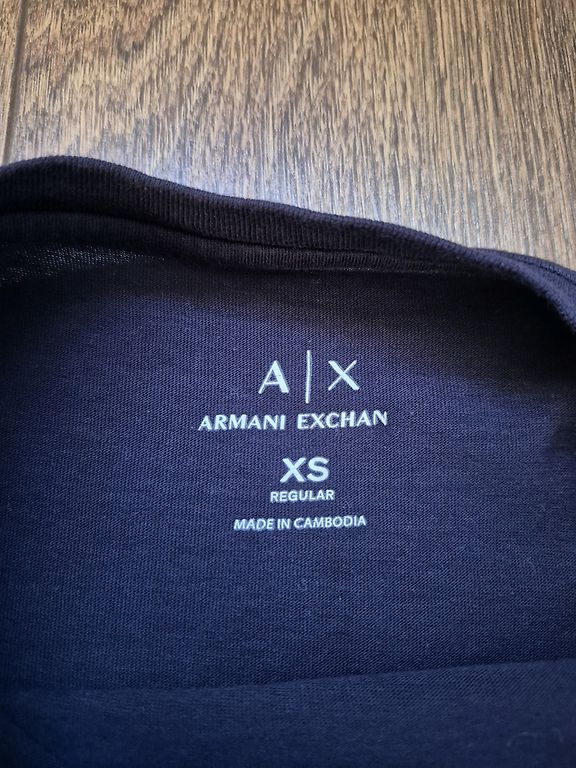 A|X
ARMANI EXCHAN
XS
REGULAR
MADE IN CAMBODIA